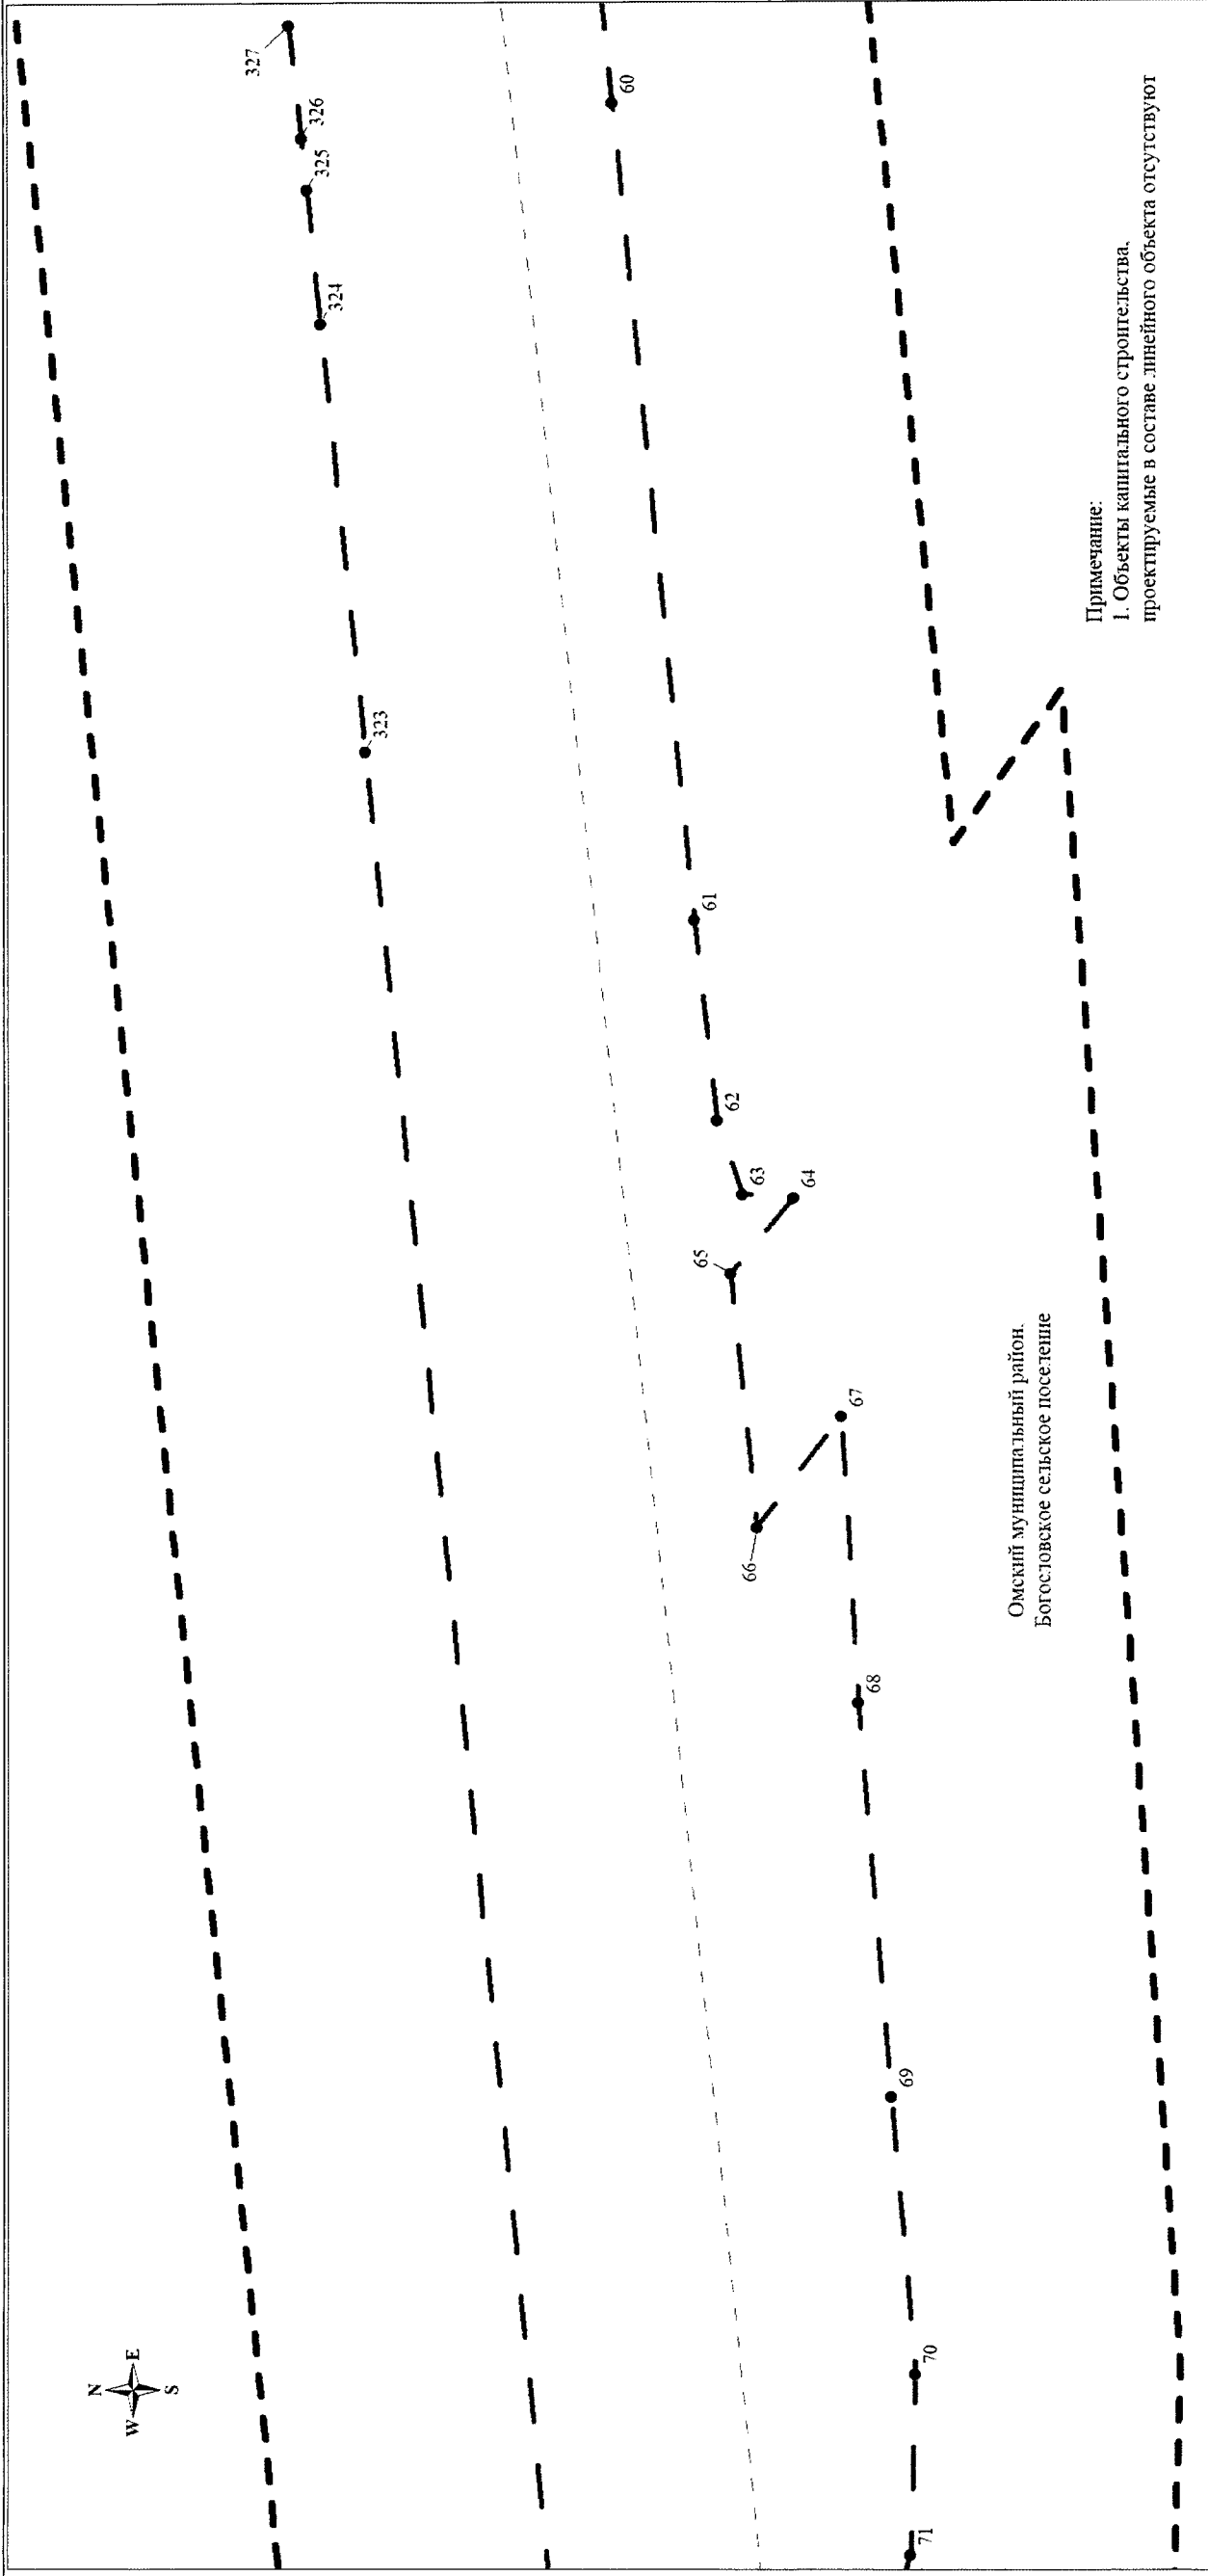 N
W
E
S
327
326
325
324
323
60
61
62
63
64
65
66
67
68
69
70
71
Омский муниципальный район.
Богословское сельское поселение
Примечание:
1. Объекты капитального строительства,
проектируемые в составе линейного объекта отсутствуют